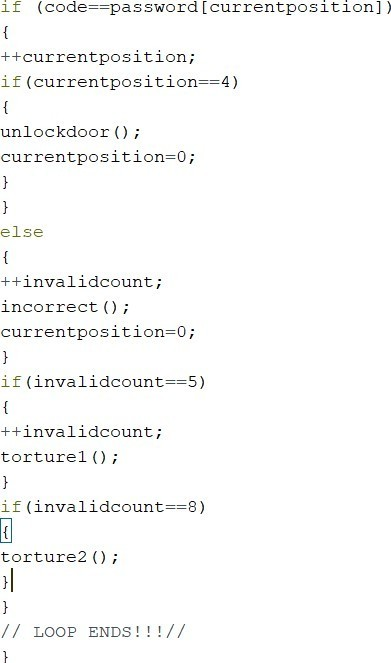 if (code==password[currentposition])
{
++currentposition;
if(currentposition==4)
{
unlockdoor();
currentposition=0;
}
}
else
{
++invalidcount;
incorrect();
currentposition=0;
}
if(invalidcount==5)
{
++invalidcount;
torture1();
}
if(invalidcount==8)
{
torture2();
}
}
// LOOP ENDS!!!//
}